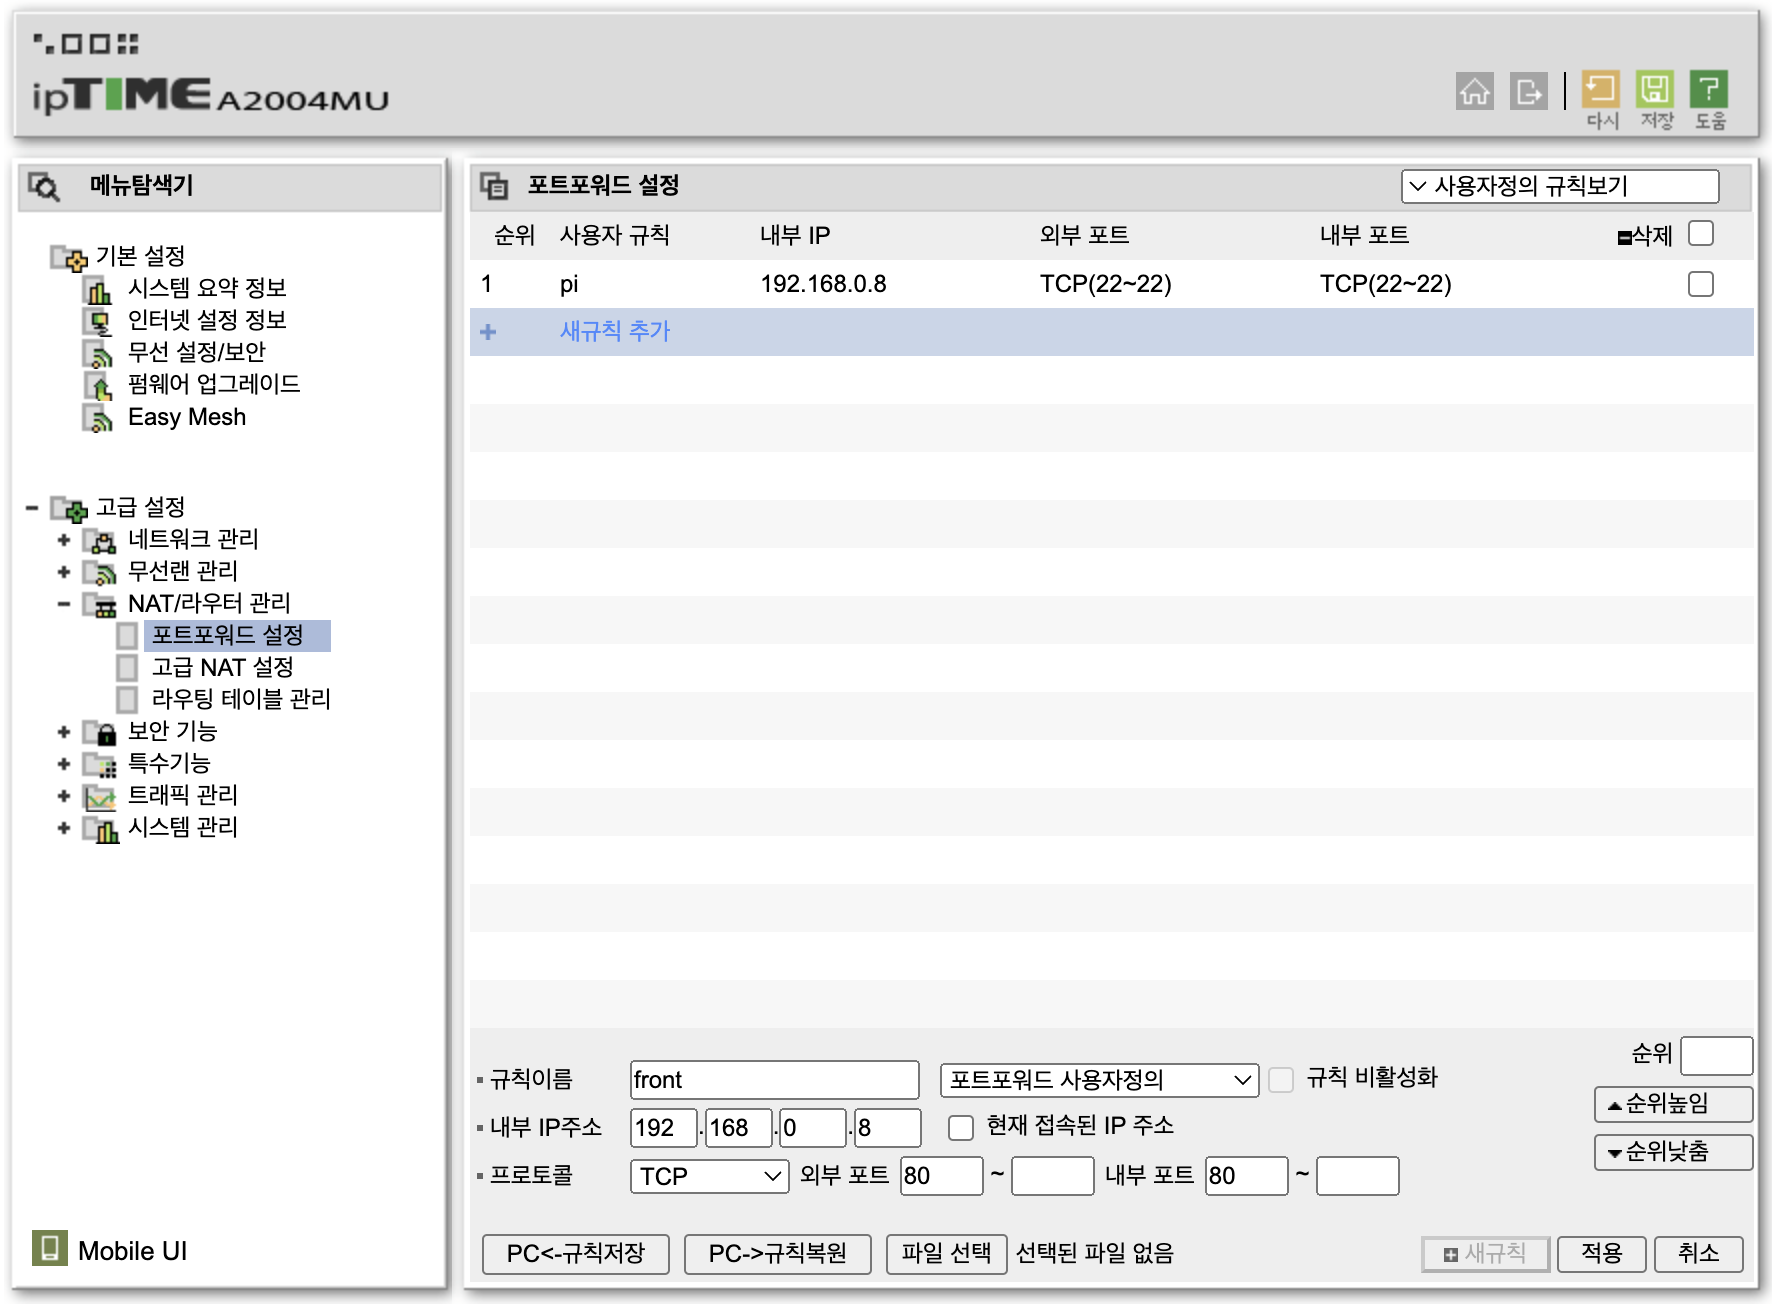 ipTIME A2004MU
다시 저장 도움
메뉴탐색기
기본 설정
시스템 요약 정보
인터넷 설정 정보
무선 설정/보안
펌웨어 업그레이드
Easy Mesh
고급 설정
네트워크 관리
무선랜 관리
NAT/라우터 관리
포트포워드 설정
고급 NAT 설정
라우팅 테이블 관리
보안 기능
특수기능
트래픽 관리
시스템 관리
Mobile UI
포트포워드 설정 사용자정의 규칙보기
순위 사용자 규칙 내부 IP 외부 포트 내부 포트 삭제
1 pi 192.168.0.8 TCP(22~22) TCP(22~22)
+ 새규칙 추가
순위
규칙이름 front 포트포워드 사용자정의 규칙 비활성화
순위높임
내부 IP주소 192 . 168 . 0 . 8 현재 접속된 IP 주소
순위낮춤
프로토콜 TCP 외부 포트 80 ~ 내부 포트 80 ~
PC<-규칙저장 PC->규칙복원 파일 선택 선택된 파일 없음 새규칙 적용 취소